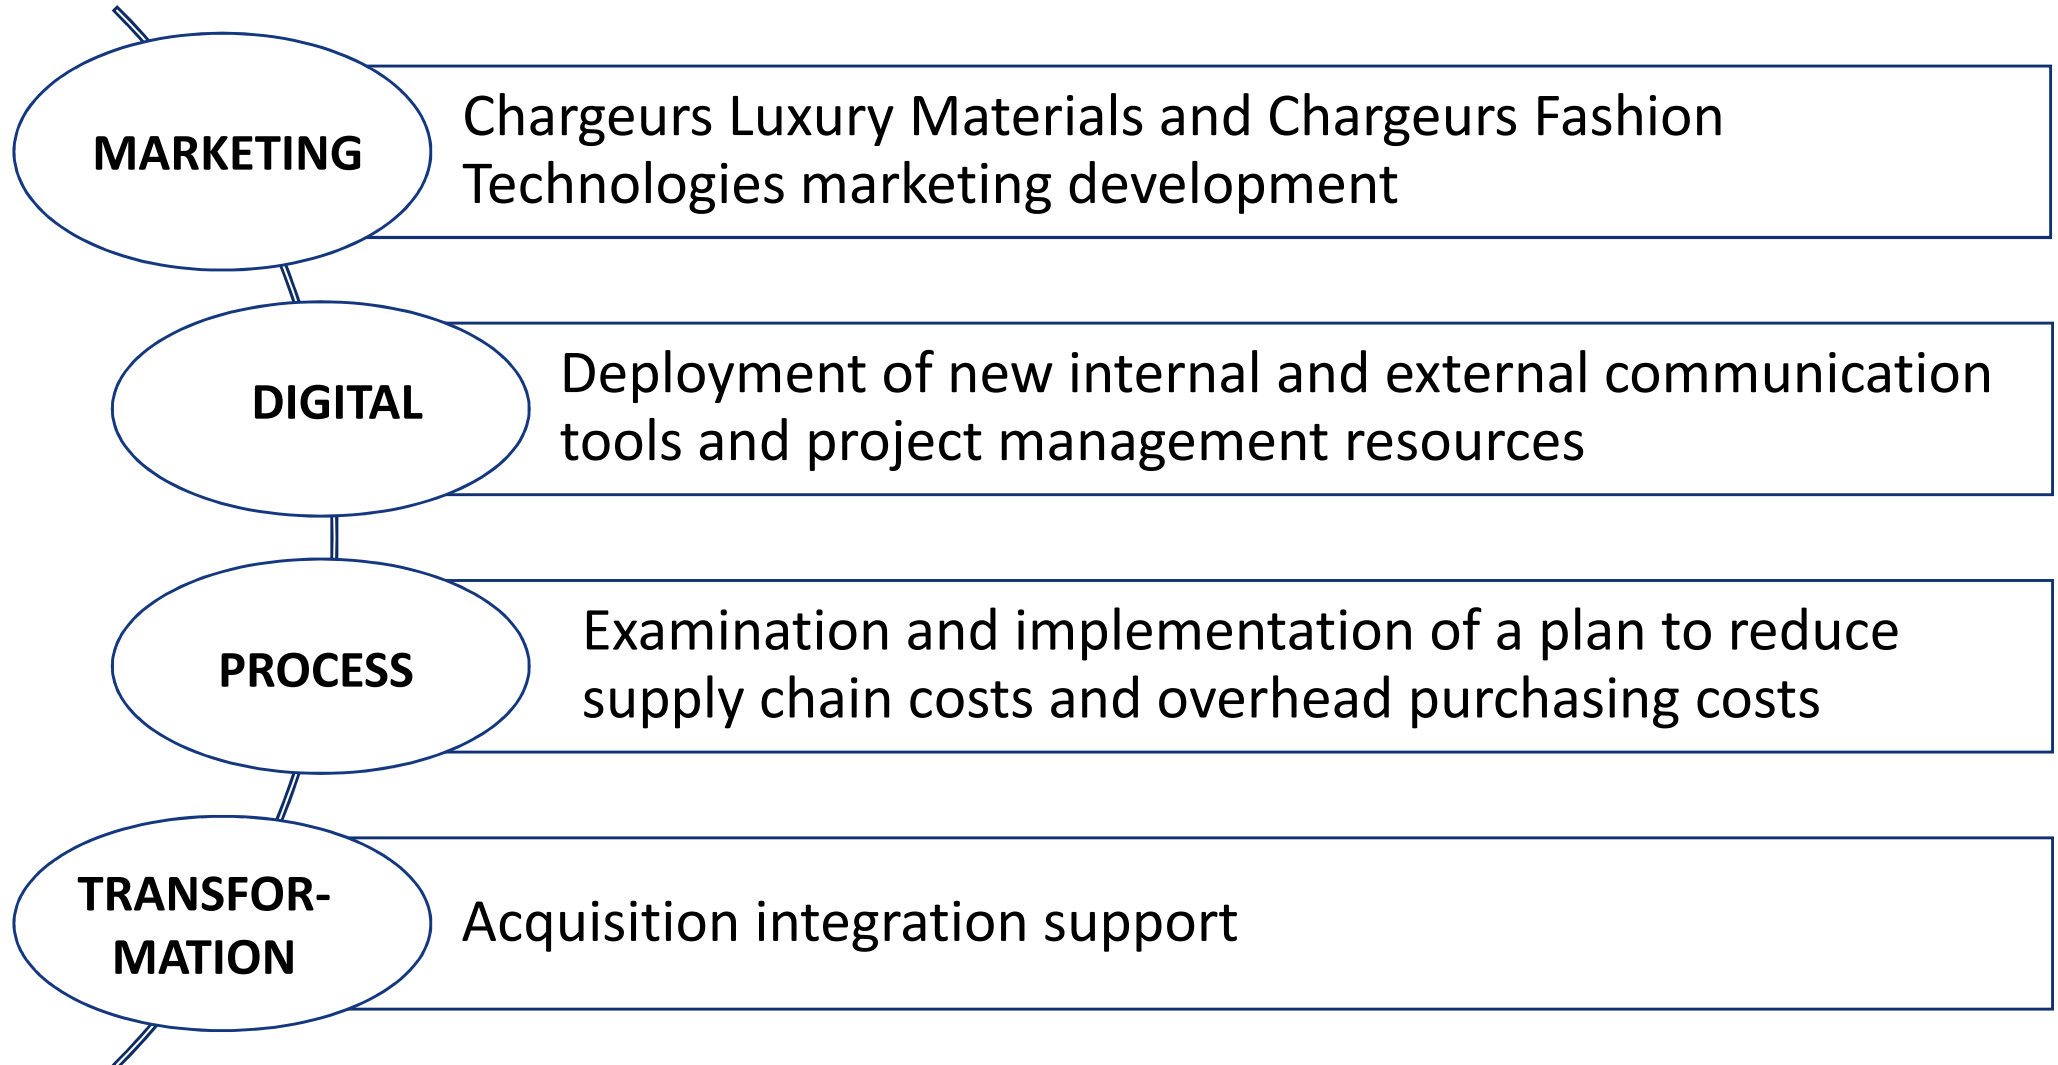 MARKETING
Chargeurs Luxury Materials and Chargeurs Fashion
Technologies marketing development
DIGITAL
Deployment of new internal and external communication
tools and project management resources
PROCESS
Examination and implementation of a plan to reduce
supply chain costs and overhead purchasing costs
TRANSFOR-
MATION
Acquisition integration support